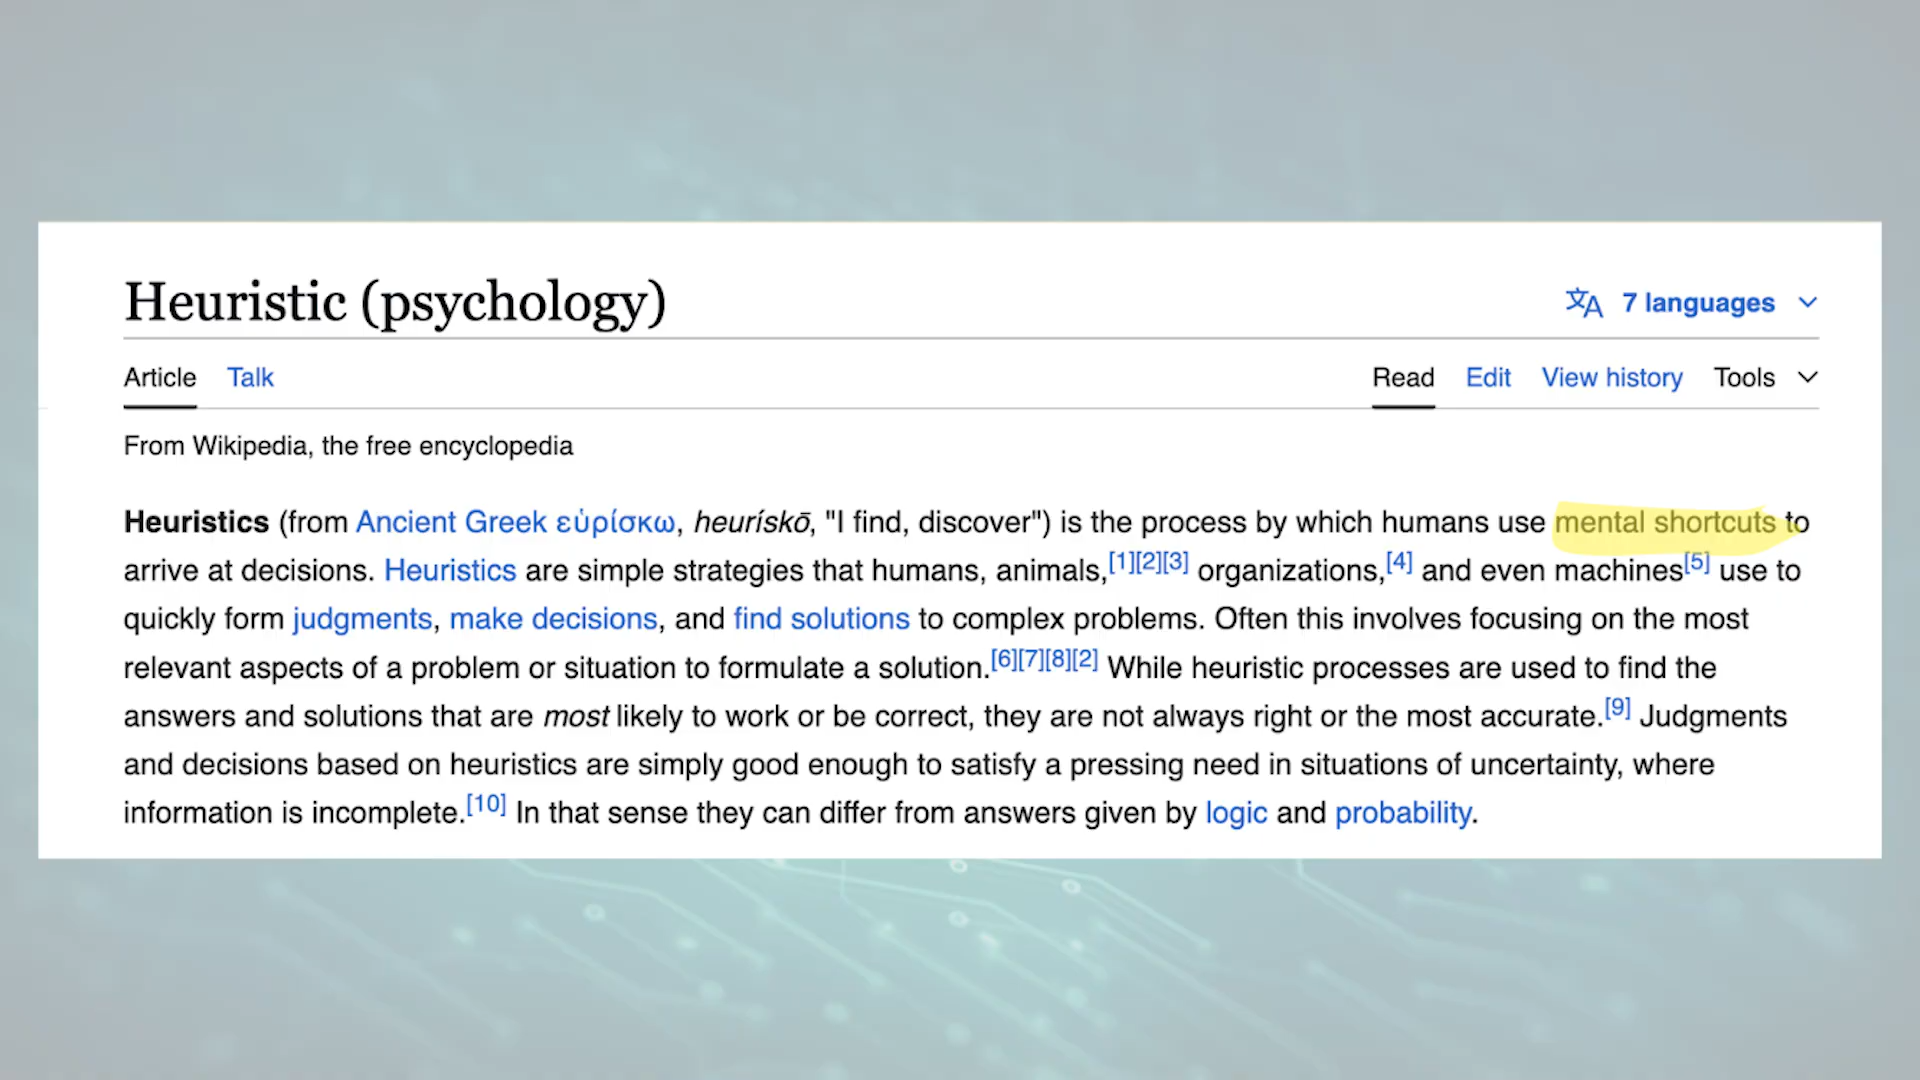 Heuristic (psychology)
7 languages
Article Talk Read Edit View history Tools
From Wikipedia, the free encyclopedia
Heuristics (from Ancient Greek εὑρίσκω, heurískō, "I find, discover") is the process by which humans use mental shortcuts to
arrive at decisions. Heuristics are simple strategies that humans, animals,[1][2][3] organizations,[4] and even machines[5] use to
quickly form judgments, make decisions, and find solutions to complex problems. Often this involves focusing on the most
relevant aspects of a problem or situation to formulate a solution.[6][7][8][2] While heuristic processes are used to find the
answers and solutions that are most likely to work or be correct, they are not always right or the most accurate.[9] Judgments
and decisions based on heuristics are simply good enough to satisfy a pressing need in situations of uncertainty, where
information is incomplete.[10] In that sense they can differ from answers given by logic and probability.